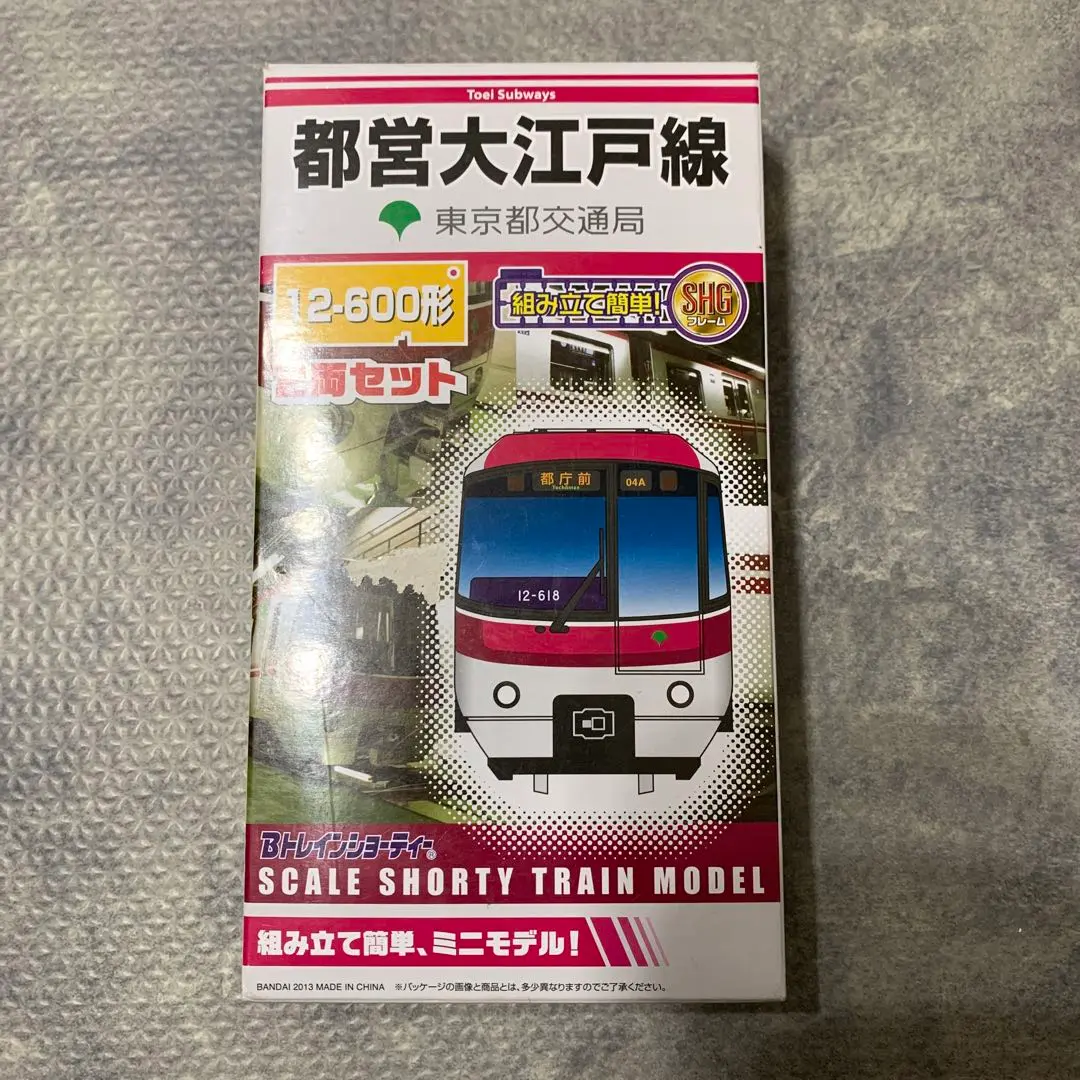 Toei Subways
都営大江戸線
東京都交通局
12-600形
両セット
組み立て簡単!
SHG
フレーム
都庁前
Tochomae
04A
12-618
Bトレインショーティー®
SCALE SHORTY TRAIN MODEL
組み立て簡単、ミニモデル!
BANDAI 2013 MADE IN CHINA ※パッケージの画像と商品とは、多少異なりますのでご了承ください。